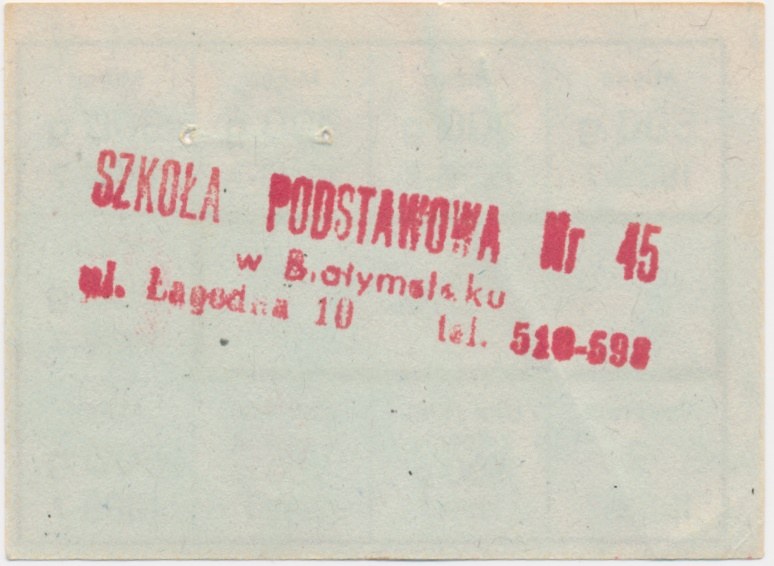 SZKOŁA PODSTAWOWA Nr 45
w Białymstoku
ul. Łagodna 10 tel. 510-598